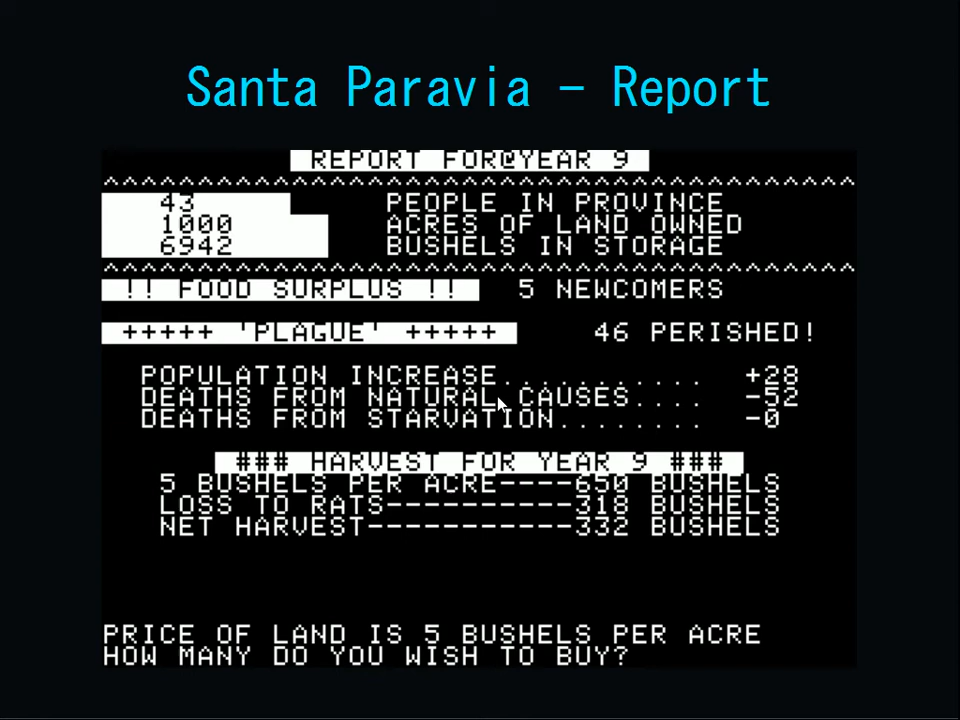 Santa Paravia - Report
REPORT FOR@YEAR 9
^^^^^^^^^^^^^^^^^^^^^^^^^^^^^^^^^^^^^^^^
43 PEOPLE IN PROVINCE
1000 ACRES OF LAND OWNED
6942 BUSHELS IN STORAGE
^^^^^^^^^^^^^^^^^^^^^^^^^^^^^^^^^^^^^^^^
!! FOOD SURPLUS !! 5 NEWCOMERS
+++++ 'PLAGUE' +++++ 46 PERISHED!
POPULATION INCREASE........... +28
DEATHS FROM NATURAL CAUSES.... -52
DEATHS FROM STARVATION........ -0
### HARVEST FOR YEAR 9 ###
5 BUSHELS PER ACRE----650 BUSHELS
LOSS TO RATS----------318 BUSHELS
NET HARVEST-----------332 BUSHELS
PRICE OF LAND IS 5 BUSHELS PER ACRE
HOW MANY DO YOU WISH TO BUY?